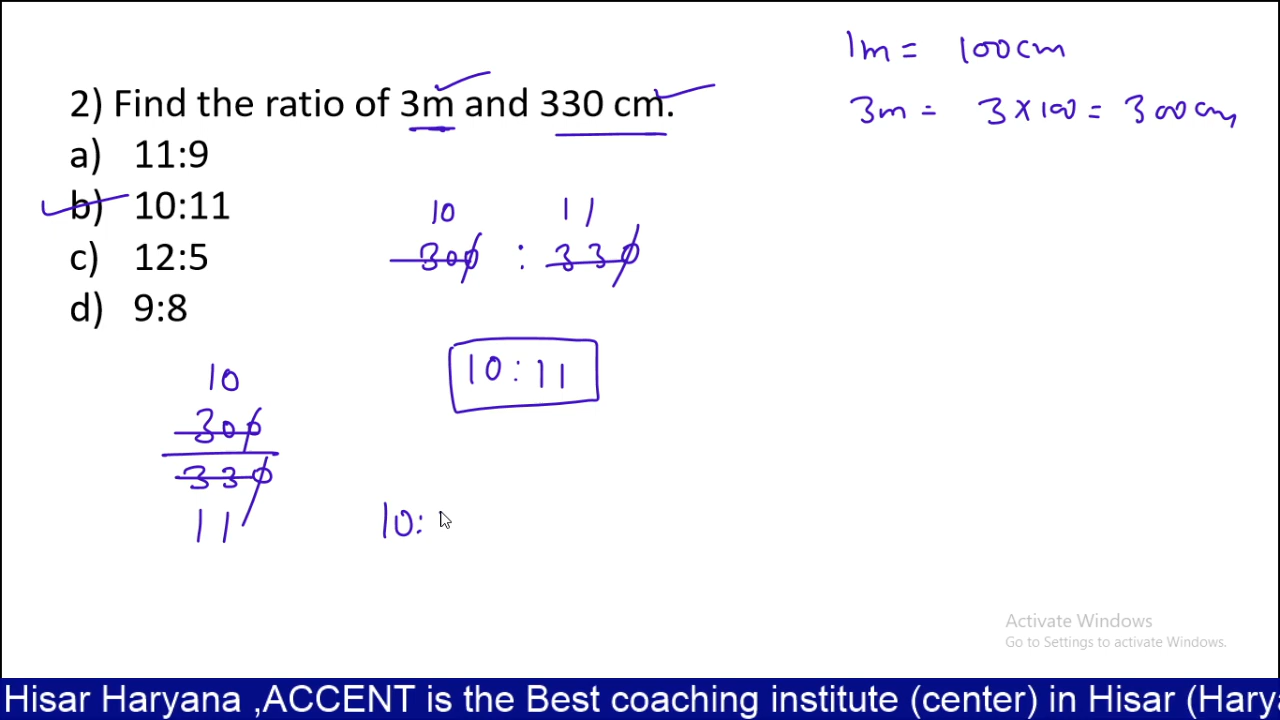 1m = 100cm
2) Find the ratio of 3m and 330 cm.
3m = 3 × 100 = 300cm
a) 11:9
b) 10:11
c) 12:5
d) 9:8
10 11
300 : 330
10 : 11
10
300
330
11
10:
Activate Windows
Go to Settings to activate Windows.
Hisar Haryana ,ACCENT is the Best coaching institute (center) in Hisar (Hary